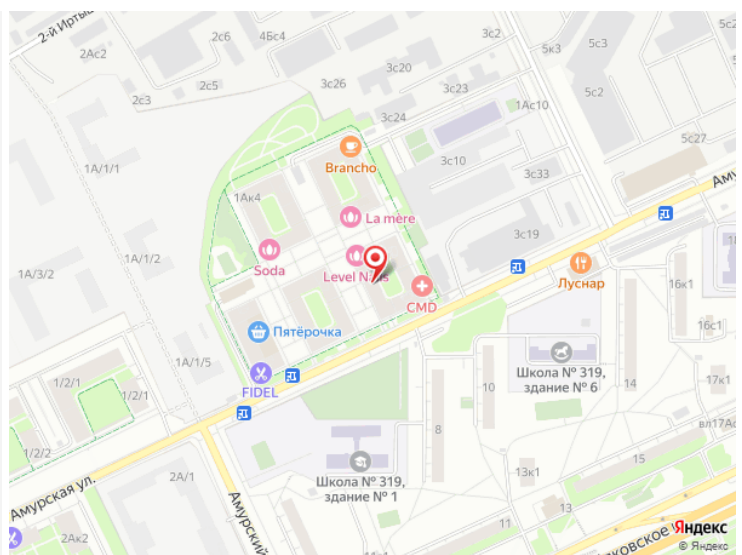 2-й Иртыш
2Ас2
2с6
4Бс4
3с2
5к3
5с3
2с5
3с26
3с20
3с23
5с2
2с3
3с24
1Ас10
5с27
1А/1/1
Brancho
3с10
3с33
1Ак4
Аму
La mère
3с19
1А/1/2
1А/3/2
Soda
Level Nails
CMD
Луснар
16к1
16с1
Пятёрочка
1А/1/5
FIDEL
Школа № 319,
здание № 6
1/2/1
1/2/1
10
14
17к1
вл17Ас
1/2/2
8
15
2А/1
Школа № 319,
здание № 1
13к1
Амурская ул.
Амурский
13
11
2Ак2
лковское ш
Яндекс
© Яндекс